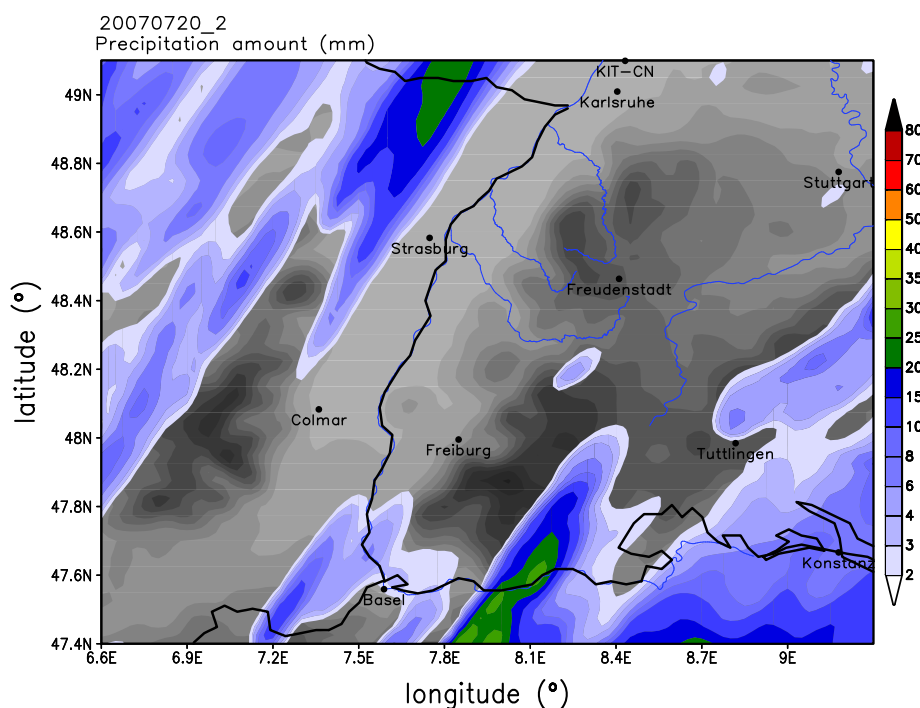 20070720_2
Precipitation amount (mm)
KIT-CN
Karlsruhe
Stuttgart
Strasburg
Freudenstadt
Colmar
Freiburg
Tuttlingen
Konstanz
Basel
49N
48.8N
48.6N
48.4N
48.2N
48N
47.8N
47.6N
47.4N
latitude (°)
6.6E 6.9E 7.2E 7.5E 7.8E 8.1E 8.4E 8.7E 9E
longitude (°)
80
70
60
50
40
35
30
25
20
15
10
8
6
4
3
2